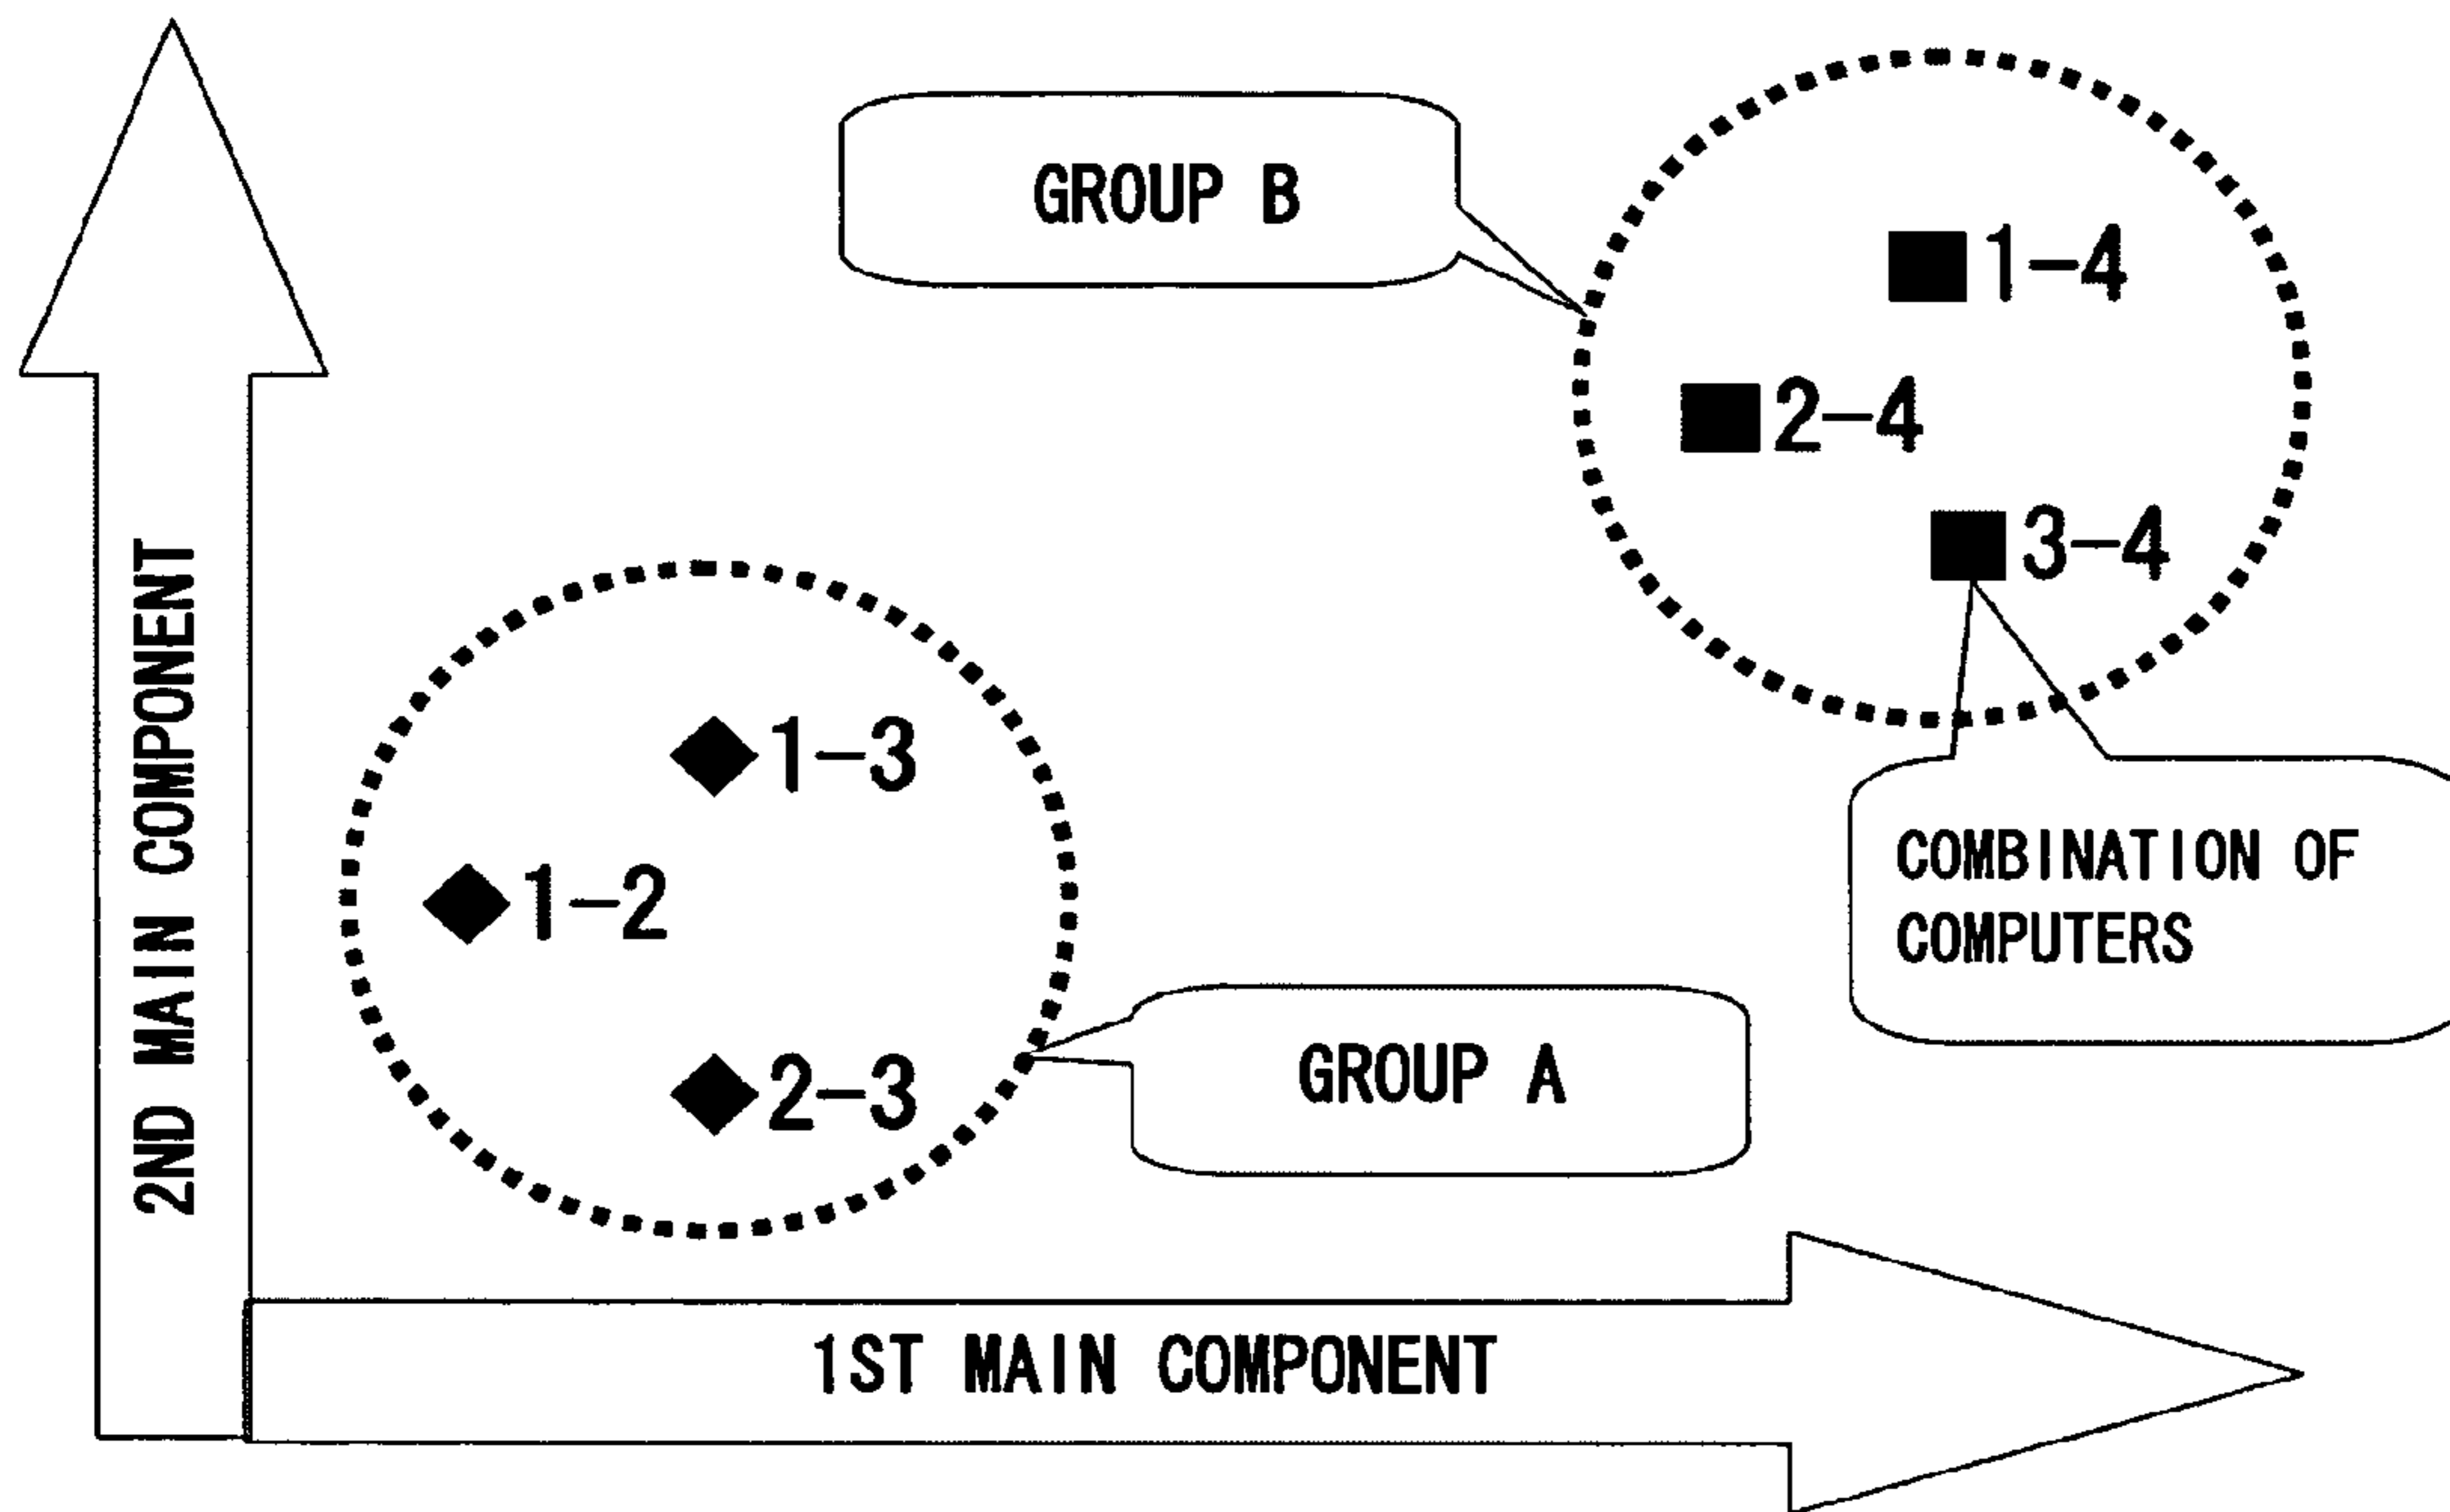 GROUP B
1-4
2-4
3-4
2ND MAIN COMPONENT
1-3
1-2
2-3
COMBINATION OF
COMPUTERS
GROUP A
1ST MAIN COMPONENT